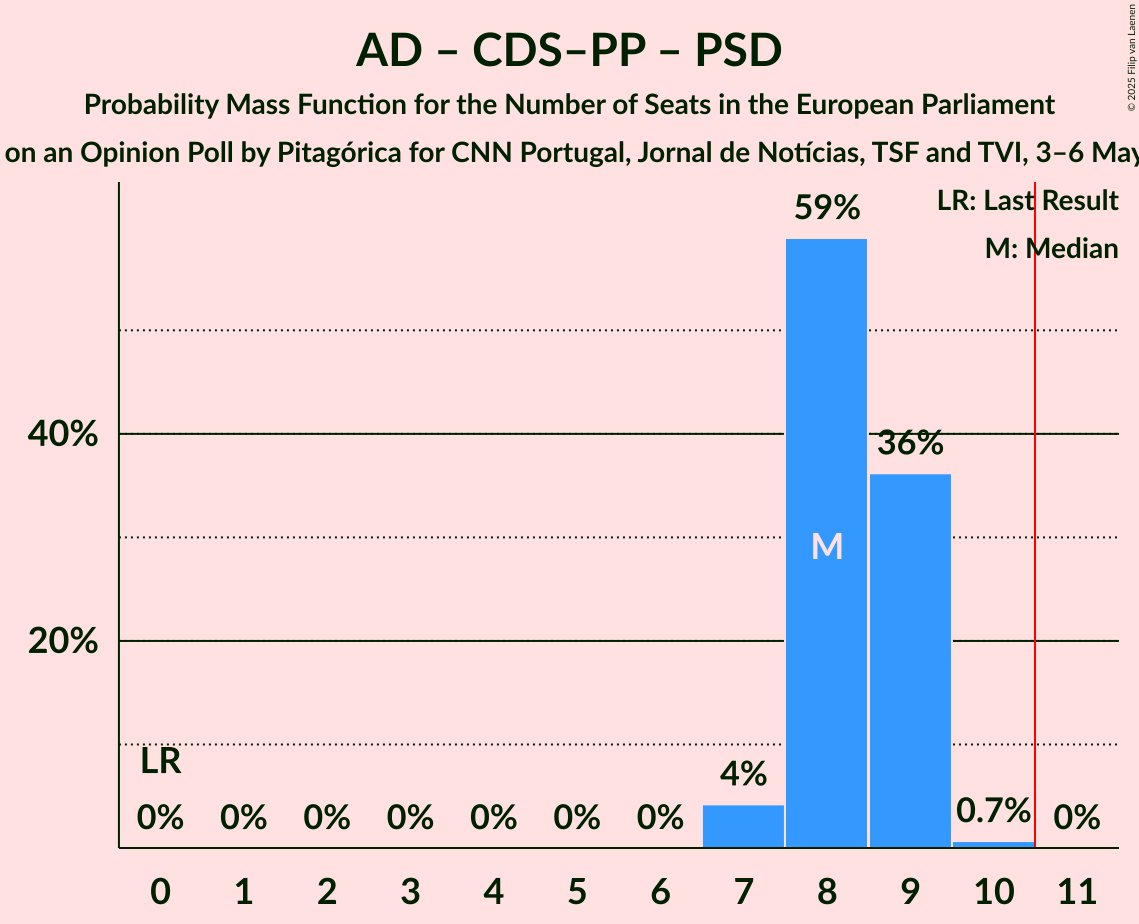 AD – CDS–PP – PSD
Probability Mass Function for the Number of Seats in the European Parliament
on an Opinion Poll by Pitagórica for CNN Portugal, Jornal de Notícias, TSF and TVI, 3–6 May
© 2025 Filip van Laenen
LR: Last Result
M: Median
59%
40%
36%
M
20%
LR
4%
0% 0% 0% 0% 0% 0% 0% 0.7% 0%
0 1 2 3 4 5 6 7 8 9 10 11